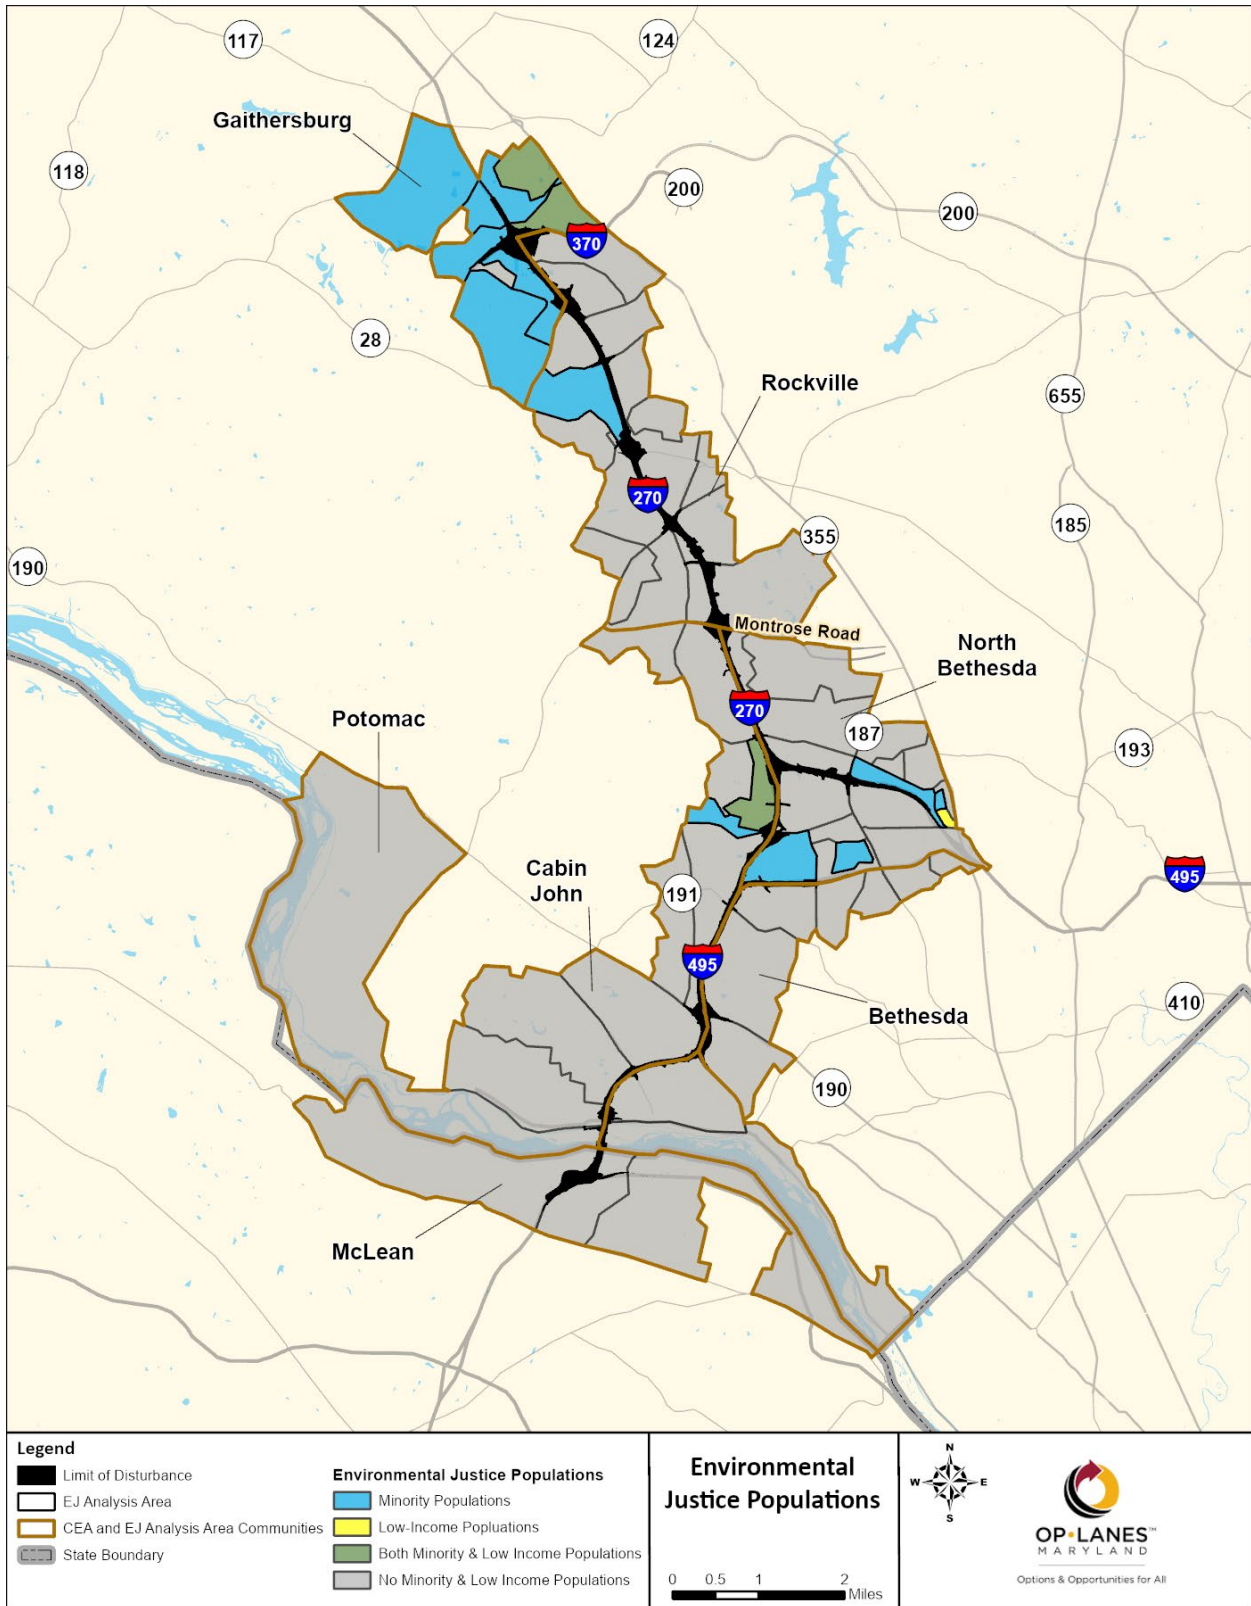 117
124
Gaithersburg
118
200
200
370
28
Rockville
655
270
185
355
190
Montrose Road
North
Bethesda
270
Potomac
187
193
Cabin
John
191
495
495
Bethesda
410
190
McLean
Legend
Limit of Disturbance
EJ Analysis Area
CEA and EJ Analysis Area Communities
State Boundary
Environmental Justice Populations
Minority Populations
Low-Income Popluations
Both Minority & Low Income Populations
No Minority & Low Income Populations
Environmental
Justice Populations
0 0.5 1 2
Miles
N
W E
S
OP•LANES™
MARYLAND
Options & Opportunities for All